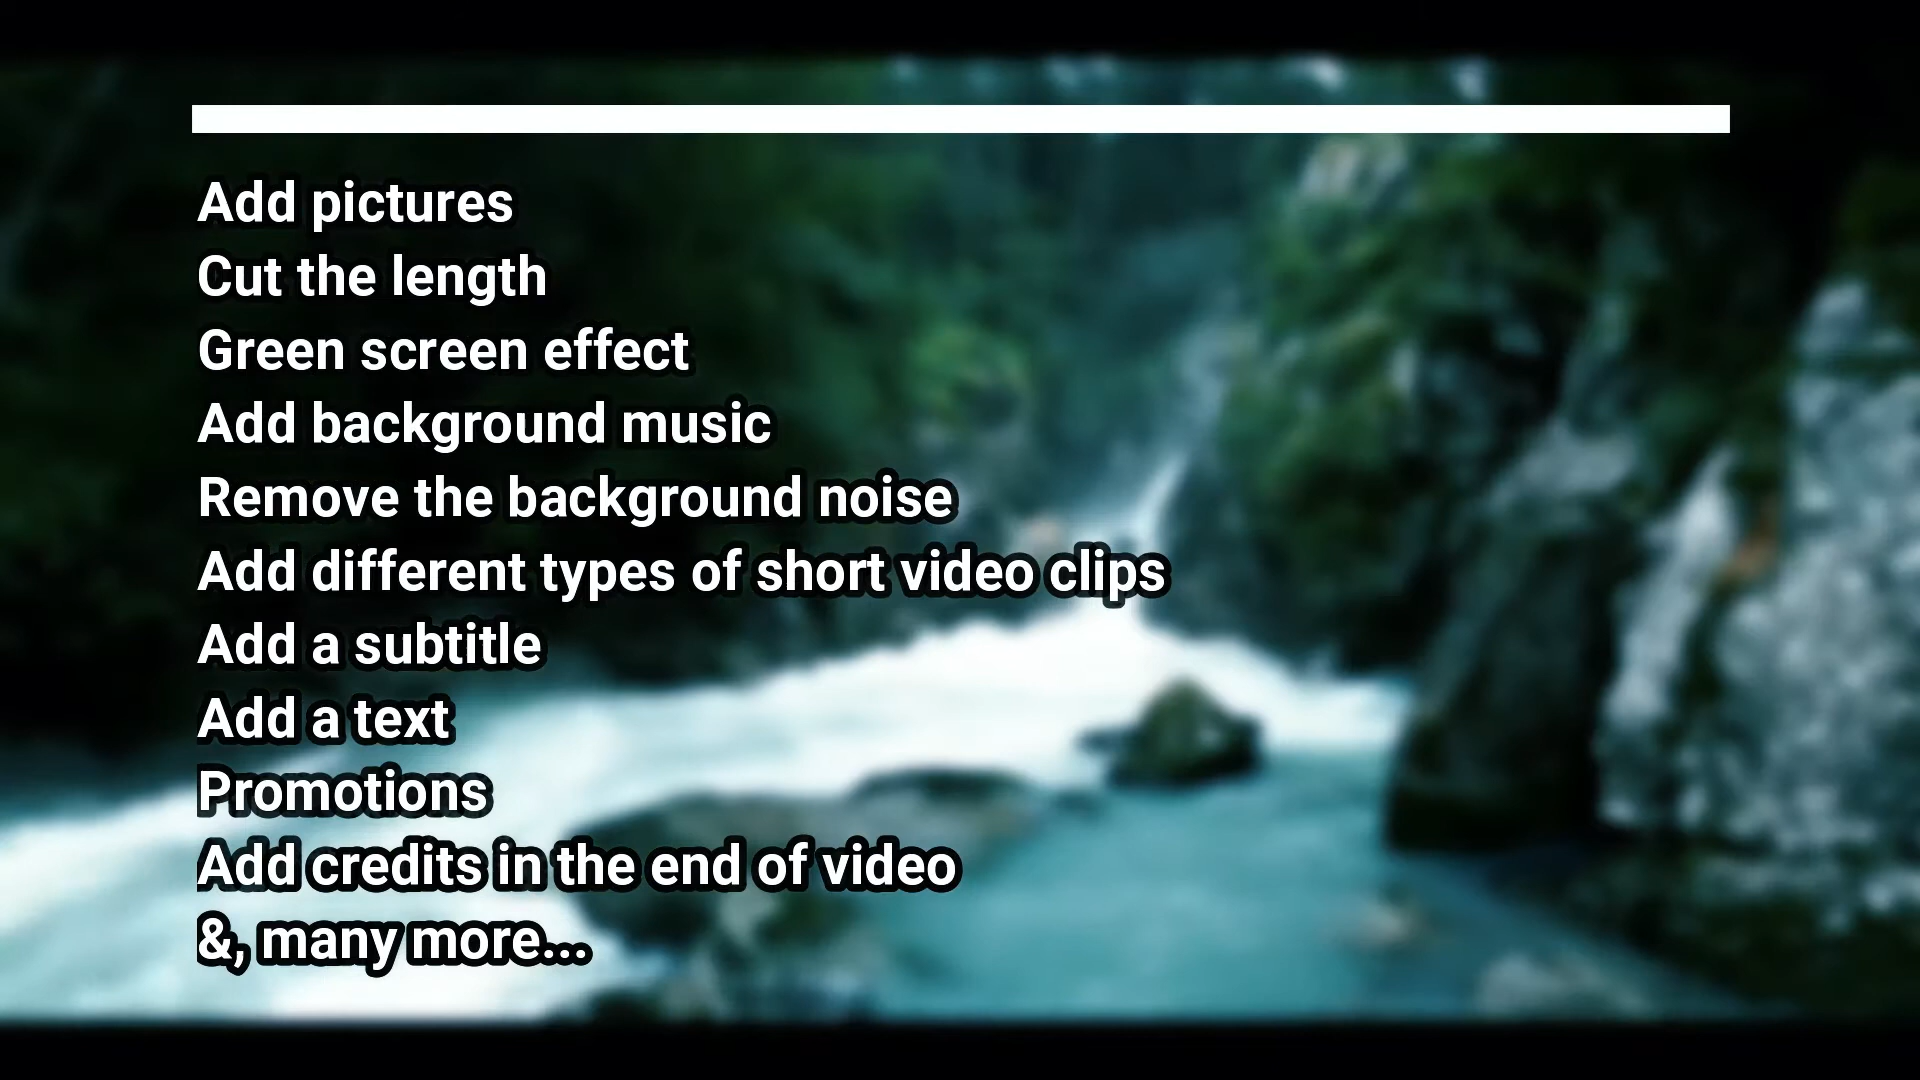 Add pictures
Cut the length
Green screen effect
Add background music
Remove the background noise
Add different types of short video clips
Add a subtitle
Add a text
Promotions
Add credits in the end of video
&, many more...